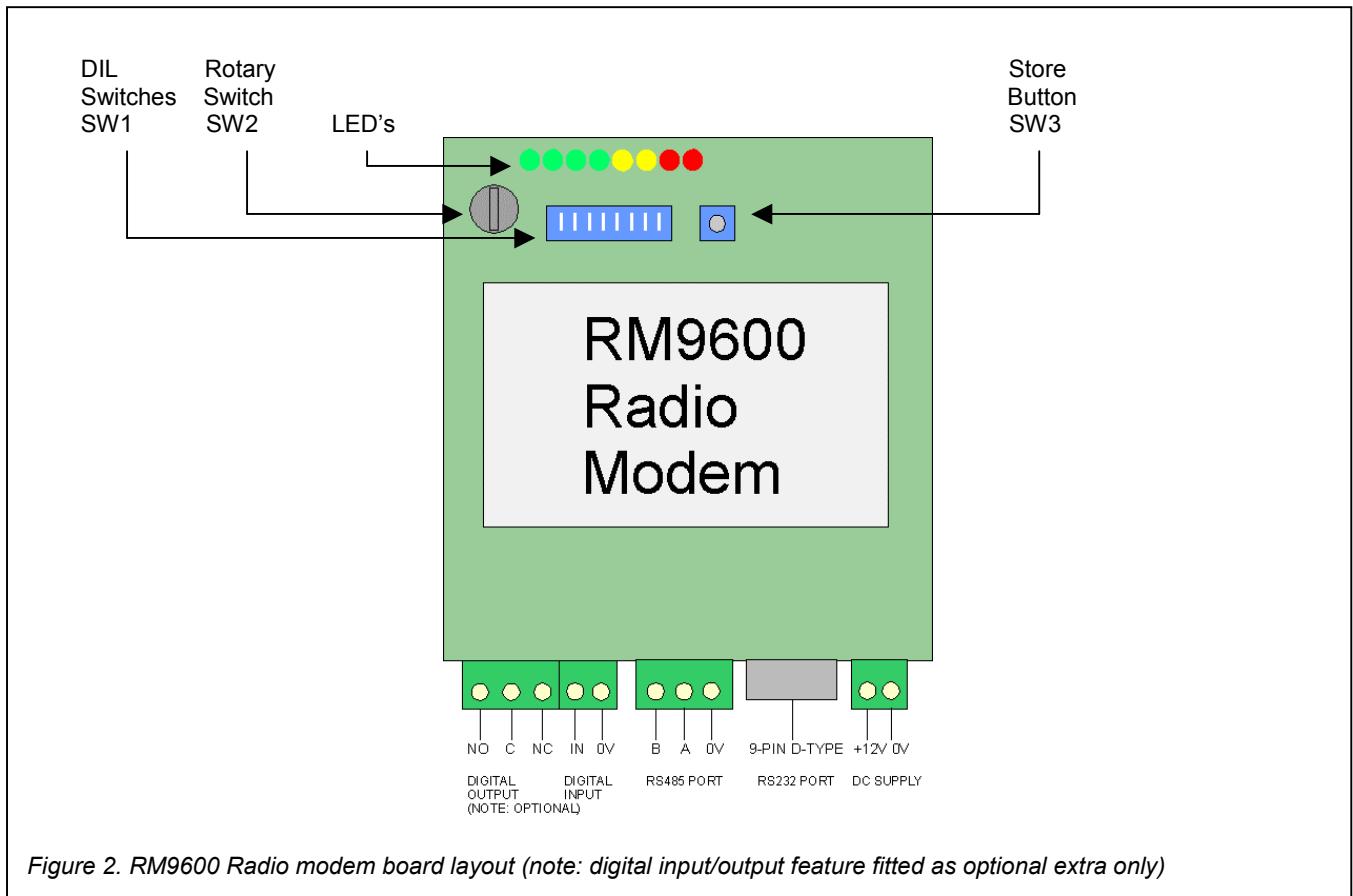 DIL
Switches
SW1
Rotary
Switch
SW2
LED's
Store
Button
SW3
RM9600
Radio
Modem
NO C NC IN 0V B A 0V 9-PIN D-TYPE +12V 0V
DIGITAL
OUTPUT
(NOTE: OPTIONAL)
DIGITAL
INPUT
RS485 PORT
RS232 PORT
DC SUPPLY
Figure 2. RM9600 Radio modem board layout (note: digital input/output feature fitted as optional extra only)